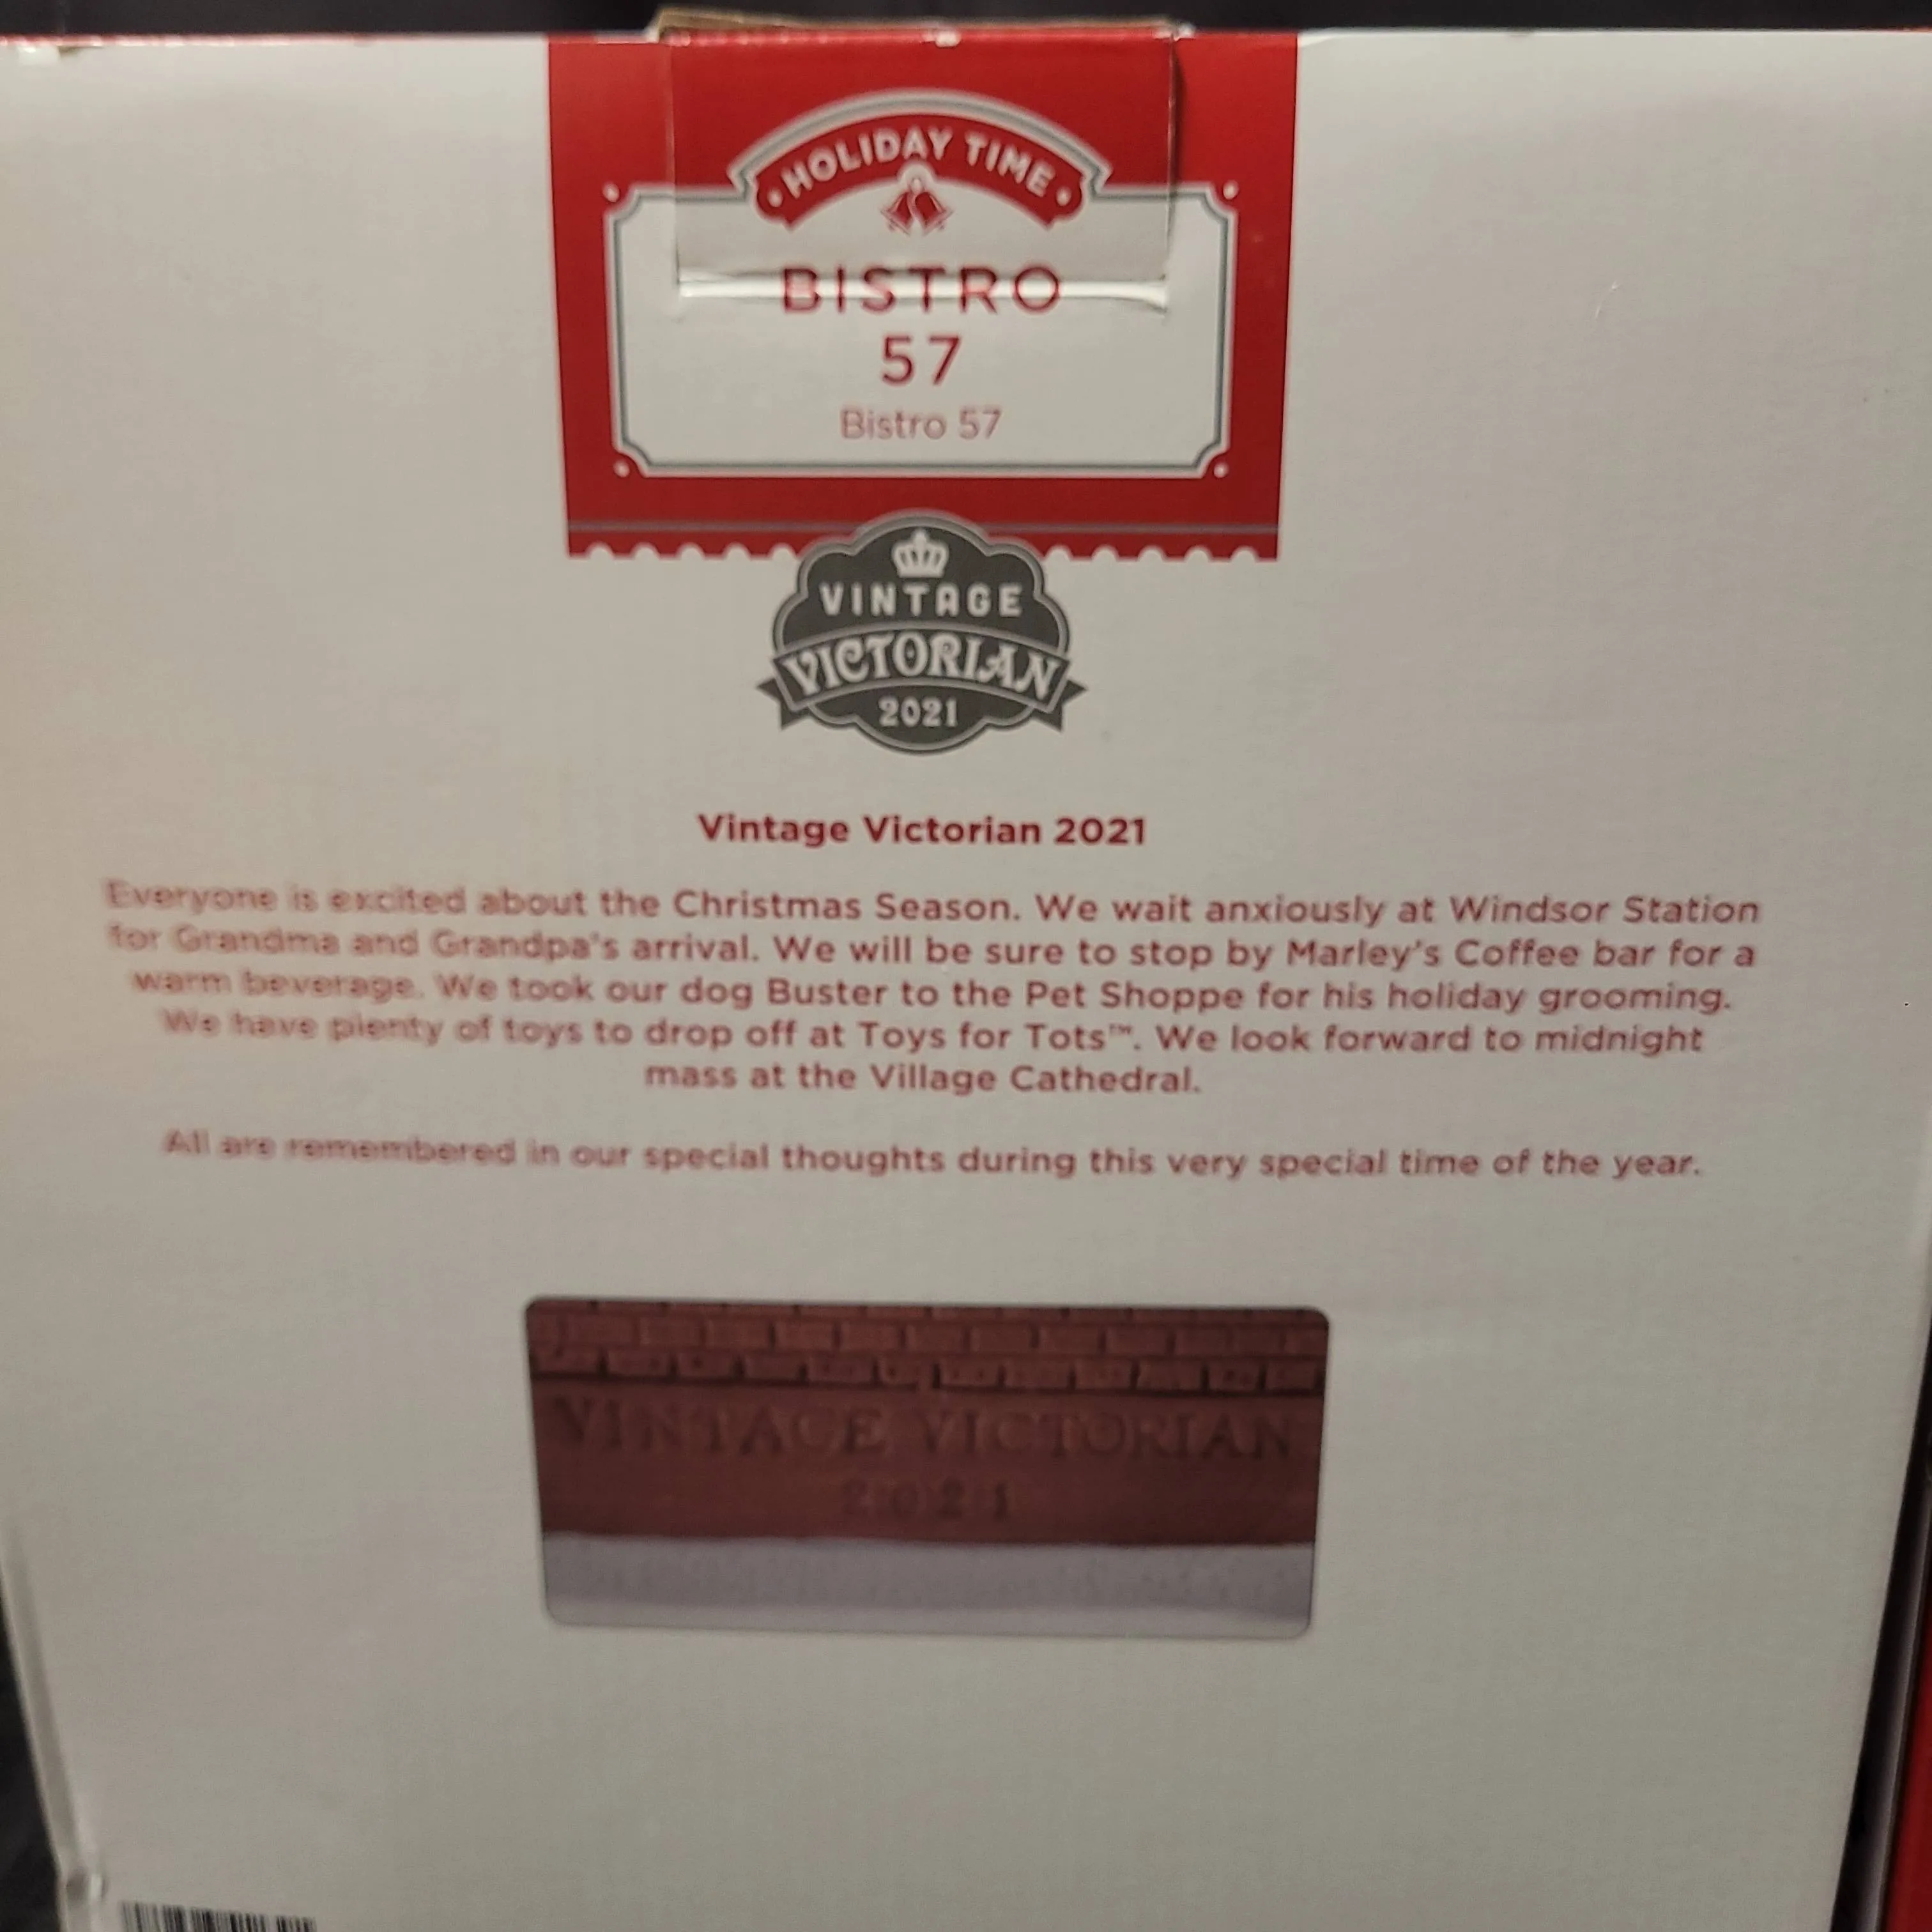 HOLIDAY TIME
BISTRO
57
Bistro 57
VINTAGE
VICTORIAN
2021
Vintage Victorian 2021
Everyone is excited about the Christmas Season. We wait anxiously at Windsor Station
for Grandma and Grandpa's arrival. We will be sure to stop by Marley's Coffee bar for a
warm beverage. We took our dog Buster to the Pet Shoppe for his holiday grooming.
We have plenty of toys to drop off at Toys for Tots™. We look forward to midnight
mass at the Village Cathedral.
All are remembered in our special thoughts during this very special time of the year.
VINTAGE VICTORIAN
2021